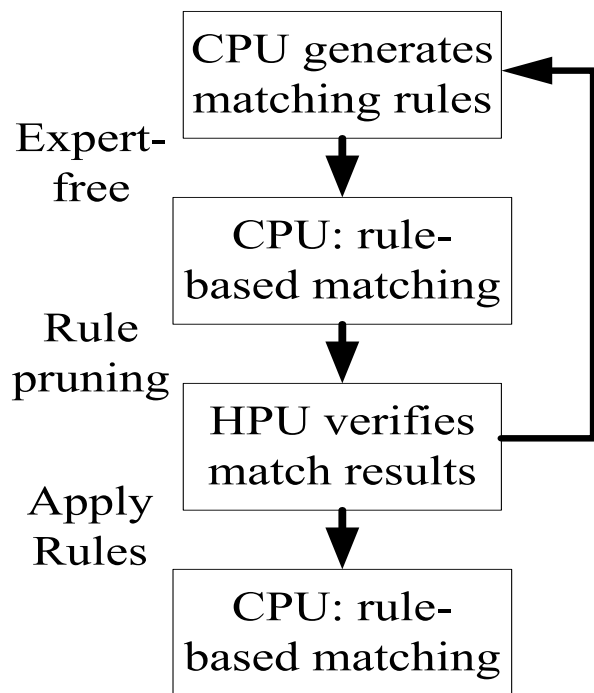 CPU generates
matching rules
Expert-
free
CPU: rule-
based matching
Rule
pruning
HPU verifies
match results
Apply
Rules
CPU: rule-
based matching